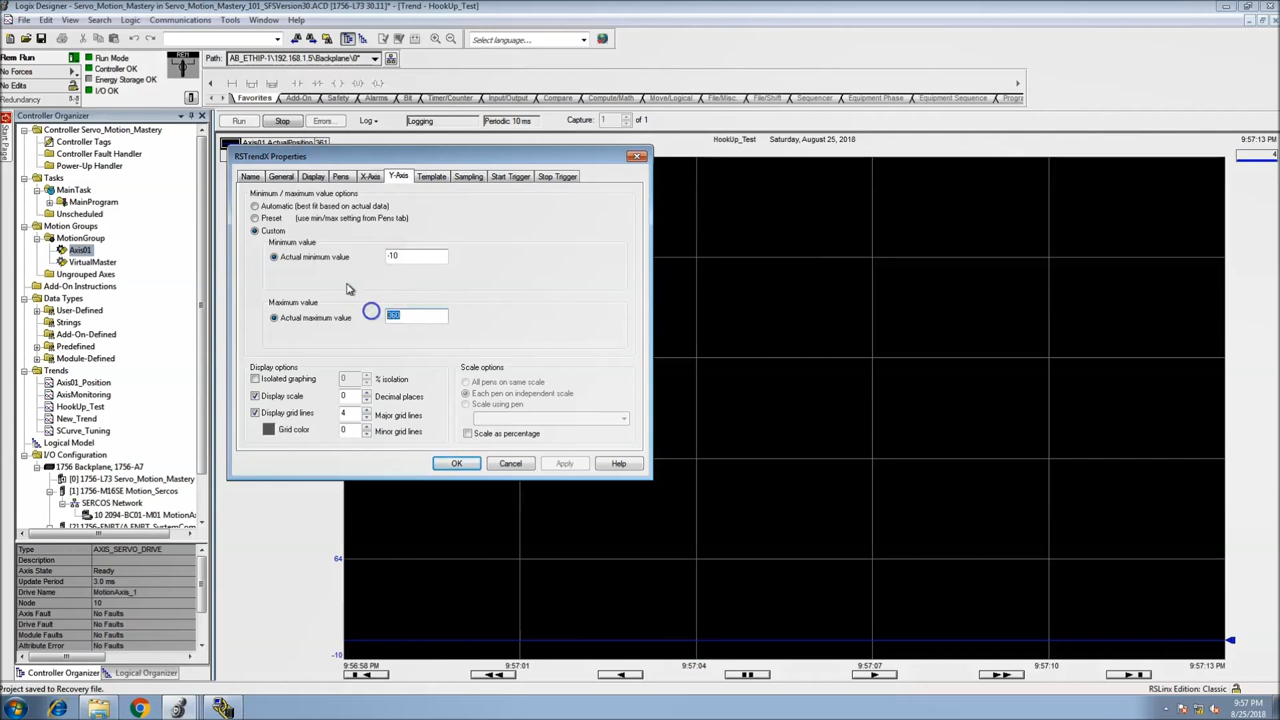 Logix Designer - Servo_Motion_Mastery in Servo_Motion_Mastery_101_SFSVersion30.ACD [1756-L73 30.11]* - [Trend - HookUp_Test]
File Edit View Search Logic Communications Tools Window Help
Select language...
Rem Run
No Forces
No Edits
Redundancy
Run Mode
Controller OK
Energy Storage OK
I/O OK
REM
Path: AB_ETHIP-1\192.168.1.5\Backplane\0*
Favorites Add-On Safety Alarms Bit Timer/Counter Input/Output Compare Compute/Math Move/Logical File/Misc. File/Shift Sequencer Equipment Phase Equipment Sequence
Start Page
Controller Organizer
Controller Servo_Motion_Mastery
Controller Tags
Controller Fault Handler
Power-Up Handler
Tasks
MainTask
MainProgram
Unscheduled
Motion Groups
MotionGroup
Axis01
VirtualMaster
Ungrouped Axes
Add-On Instructions
Data Types
User-Defined
Strings
Add-On-Defined
Predefined
Module-Defined
Trends
Axis01_Position
AxisMonitoring
HookUp_Test
New_Trend
SCurve_Tuning
Logical Model
I/O Configuration
1756 Backplane, 1756-A7
[0] 1756-L73 Servo_Motion_Mastery
[1] 1756-M16SE Motion_Sercos
SERCOS Network
10 2094-BC01-M01 MotionAx
[2] 1756-ENBT/A ENBT_SystemCom
Type AXIS_SERVO_DRIVE
Description
Axis State Ready
Update Period 3.0 ms
Drive Name MotionAxis_1
Node 10
Axis Fault No Faults
Drive Fault No Faults
Module Faults No Faults
Attribute Error No Faults
Controller Organizer Logical Organizer
Project saved to Recovery file.
Run Stop Errors... Log Logging Periodic 10 ms Capture: 1 of 1
HookUp_Test Saturday, August 25, 2018 9:57:13 PM
Axis01.ActualPosition [361
4
RSTrendX Properties
Name General Display Pens X-Axis Y-Axis Template Sampling Start Trigger Stop Trigger
Minimum / maximum value options
Automatic (best fit based on actual data)
Preset (use min/max setting from Pens tab)
Custom
Minimum value
Actual minimum value -10
Maximum value
Actual maximum value 360
Display options
Isolated graphing 0 % isolation
Display scale 0 Decimal places
Display grid lines 4 Major grid lines
Grid color 0 Minor grid lines
Scale options
All pens on same scale
Each pen on independent scale
Scale using pen
Scale as percentage
OK Cancel Apply Help
64
-10
9:56:58 PM 9:57:01 9:57:04 9:57:07 9:57:10 9:57:13 PM
RSLinx Edition: Classic
9:57 PM
8/25/2018